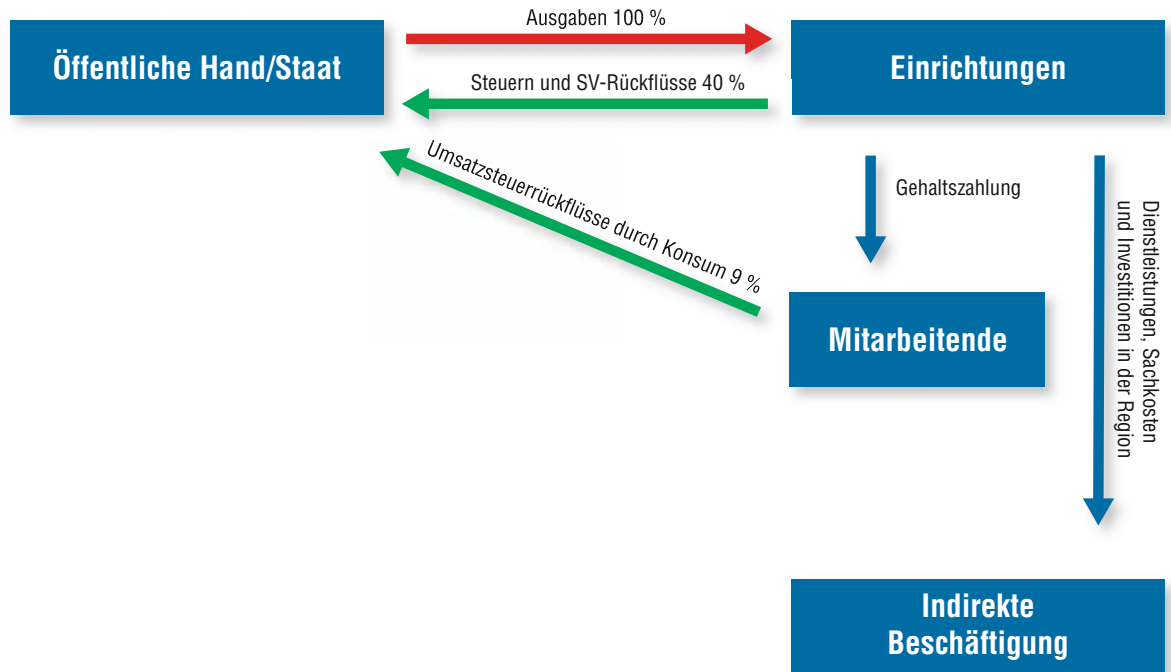 Ausgaben 100 %
Öffentliche Hand/Staat
Einrichtungen
Steuern und SV-Rückflüsse 40 %
Umsatzsteuerrückflüsse durch Konsum 9 %
Gehaltszahlung
Dienstleistungen, Sachkosten
und Investitionen in der Region
Mitarbeitende
Indirekte
Beschäftigung